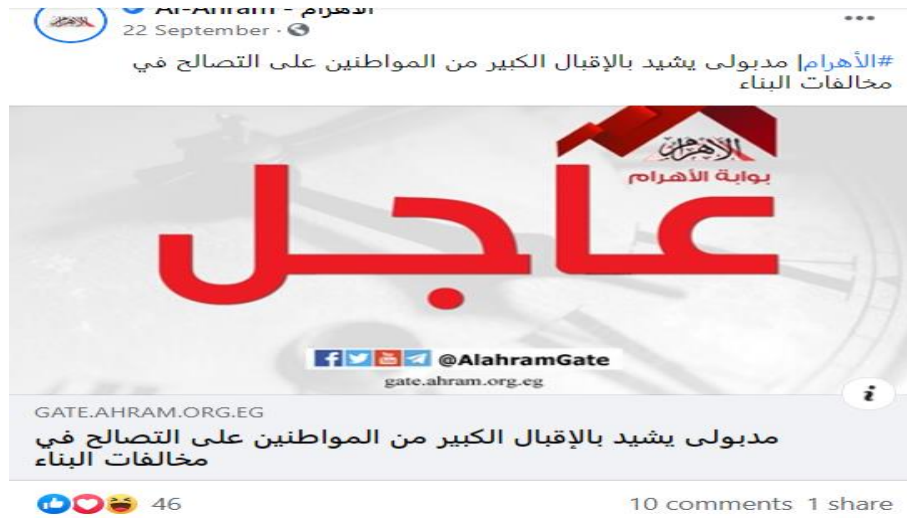 Al-Ahram - الأهرام
22 September
#الأهرام| مدبولى يشيد بالإقبال الكبير من المواطنين على التصالح في
مخالفات البناء
الأهرام
بوابة الأهرام
عاجل
@AlahramGate
gate.ahram.org.eg
GATE.AHRAM.ORG.EG
مدبولى يشيد بالإقبال الكبير من المواطنين على التصالح في
مخالفات البناء
46
10 comments 1 share